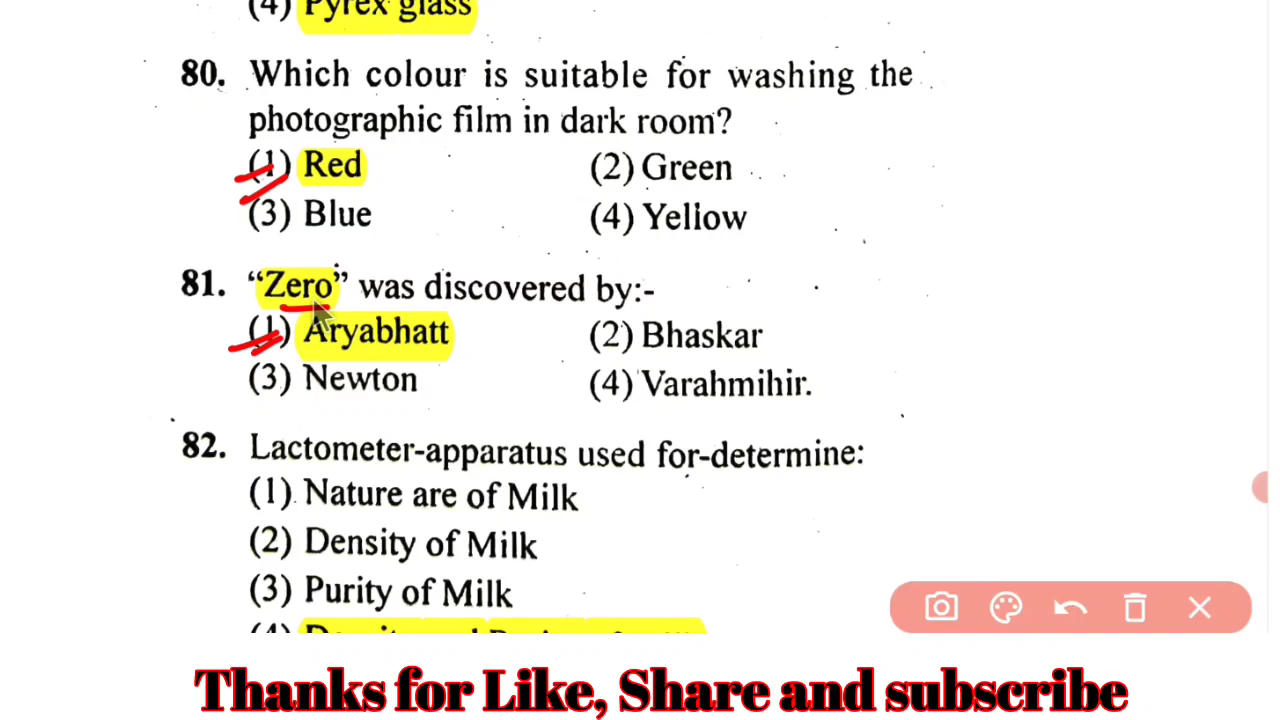 (4) Pyrex glass
80. Which colour is suitable for washing the
photographic film in dark room?
(1) Red (2) Green
(3) Blue (4) Yellow
81. “Zero” was discovered by:-
(1) Aryabhatt (2) Bhaskar
(3) Newton (4) Varahmihir.
82. Lactometer-apparatus used for-determine:
(1) Nature are of Milk
(2) Density of Milk
(3) Purity of Milk
(4) Density and
Thanks for Like, Share and subscribe